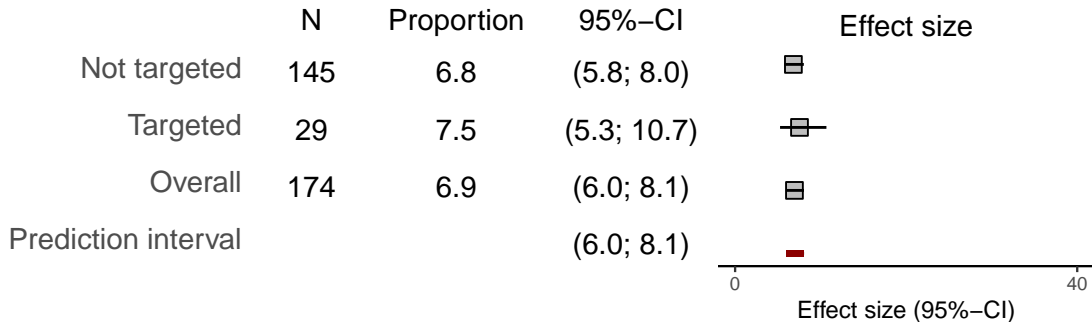 N Proportion 95%−CI Effect size
Not targeted 145 6.8 (5.8; 8.0)
Targeted 29 7.5 (5.3; 10.7)
Overall 174 6.9 (6.0; 8.1)
Prediction interval (6.0; 8.1)
0 40
Effect size (95%−CI)